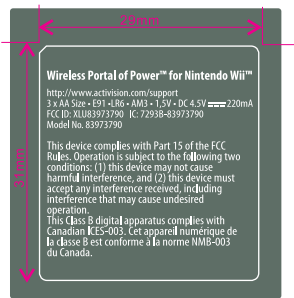 29mm
31mm
Wireless Portal of Power™ for Nintendo Wii™
http://www.activision.com/support
3 x AA Size • E91 •LR6 • AM3 • 1,5V • DC 4.5V 220mA
FCC ID: XLU83973790 IC: 7293B-83973790
Model No. 83973790
This device complies with Part 15 of the FCC
Rules. Operation is subject to the following two
conditions: (1) this device may not cause
harmful interference, and (2) this device must
accept any interference received, including
interference that may cause undesired
operation.
This Class B digital apparatus complies with
Canadian ICES-003. Cet appareil numérique de
la classe B est conforme à la norme NMB-003
du Canada.